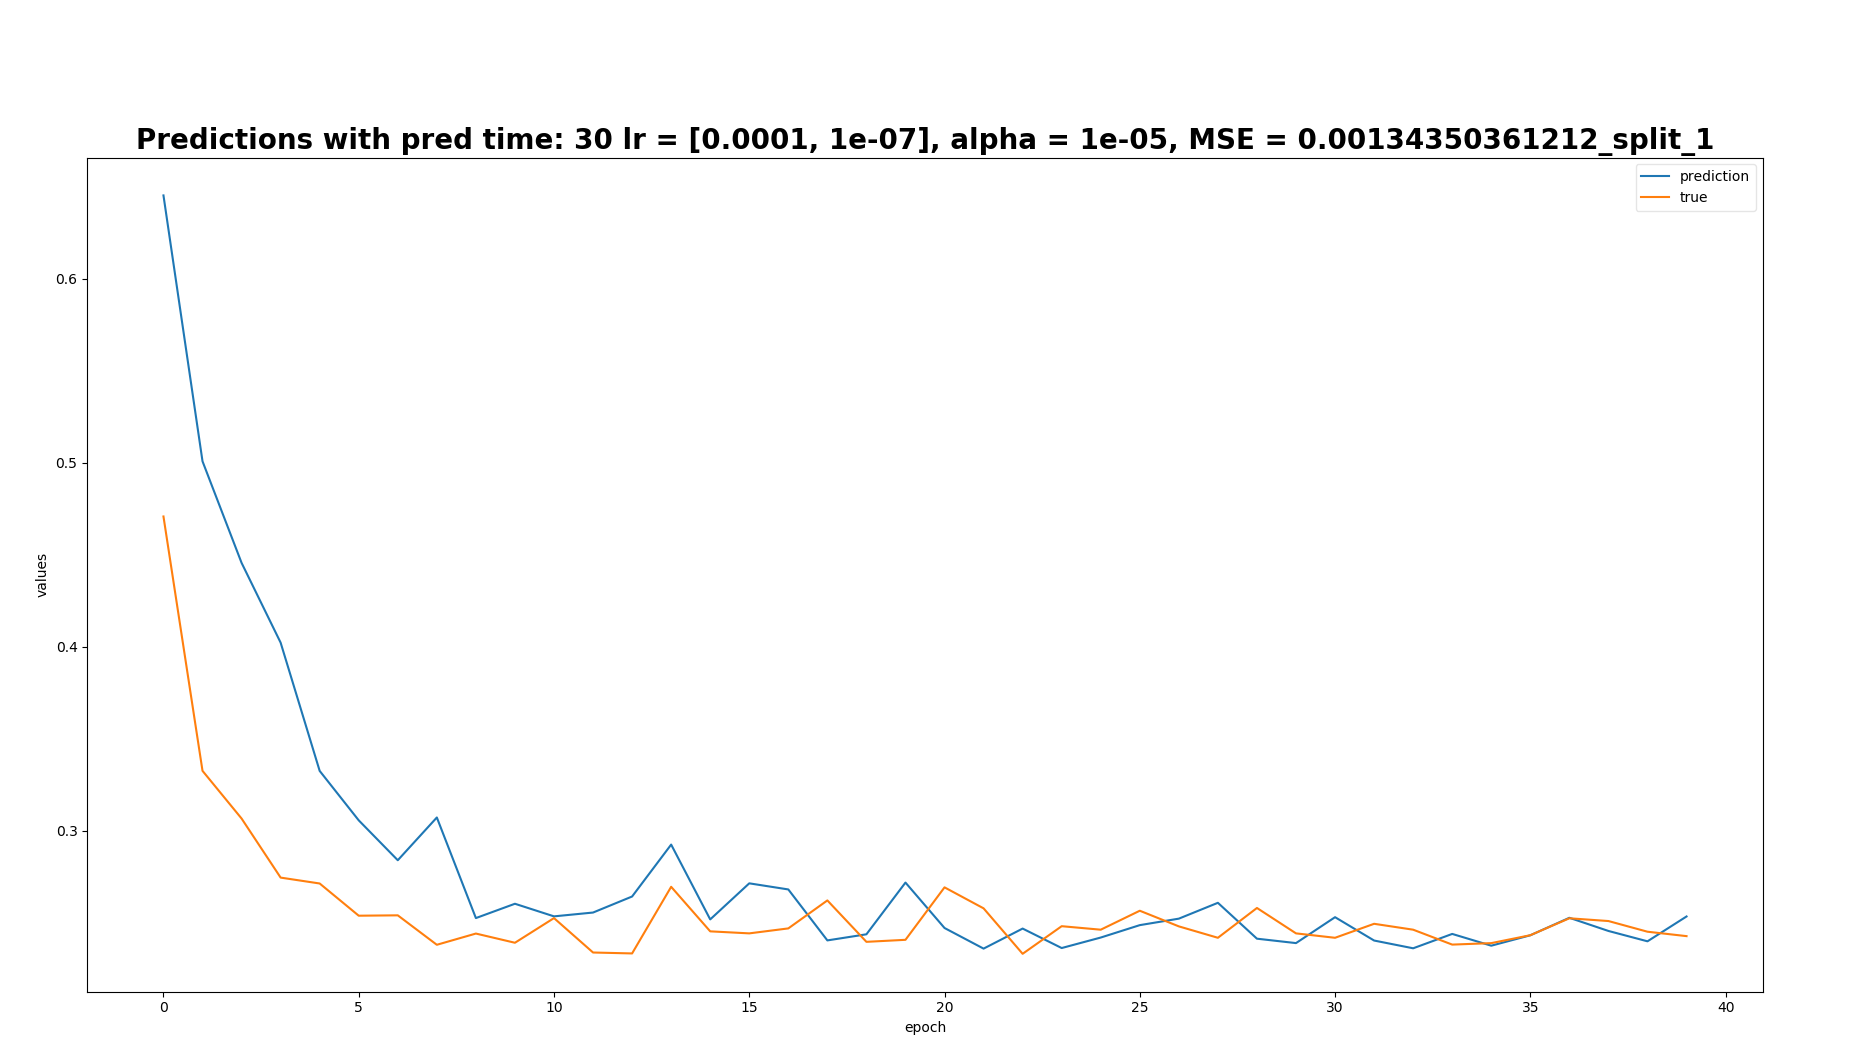 Predictions with pred time: 30 lr = [0.0001, 1e-07], alpha = 1e-05, MSE = 0.00134350361212_split_1
prediction
true
0.6
0.5
0.4
0.3
values
0 5 10 15 20 25 30 35 40
epoch